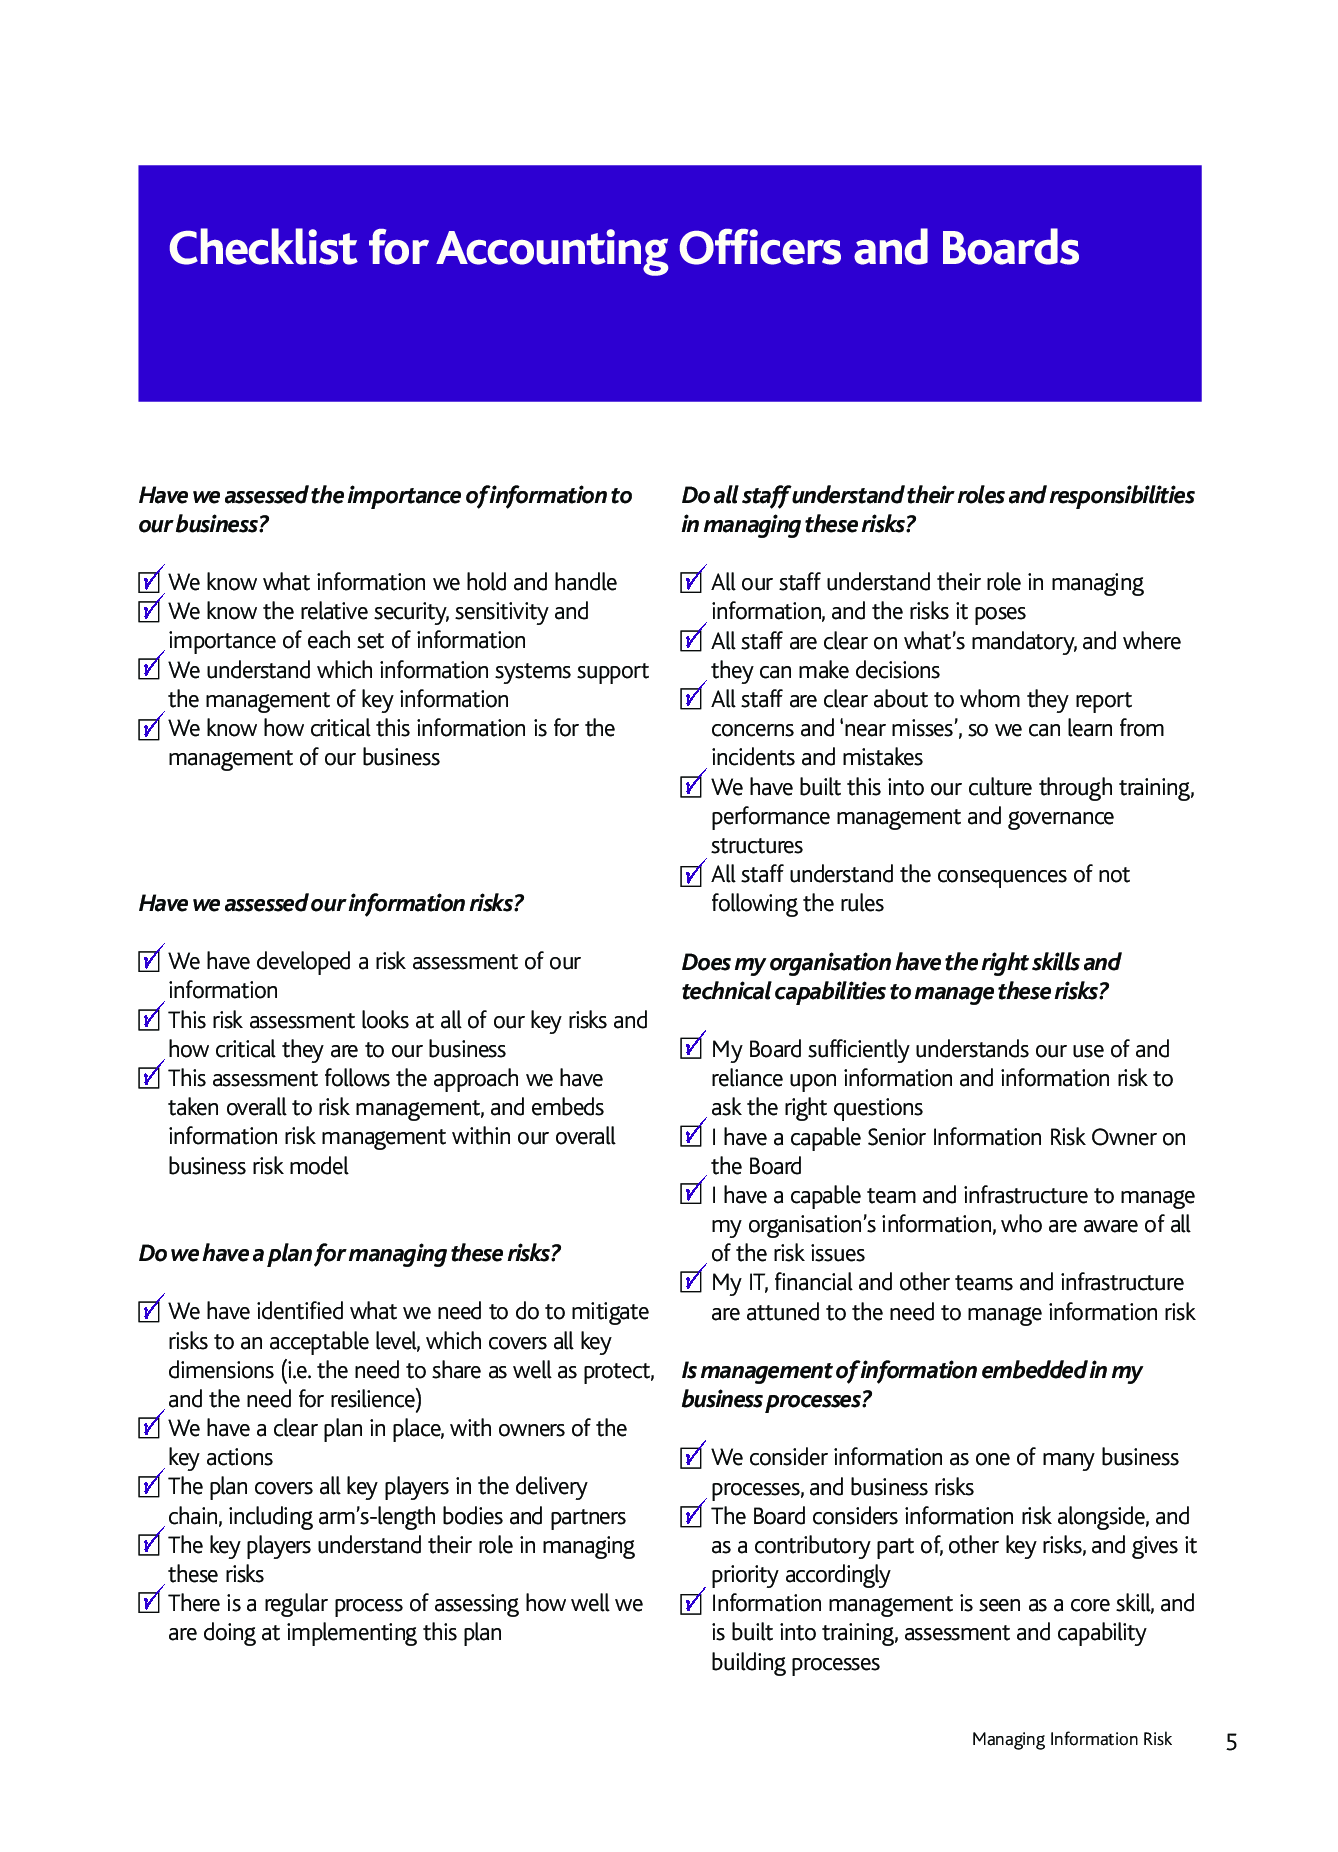 Checklist for Accounting Officers and Boards
Have we assessed the importance of information to
our business?
We know what information we hold and handle
We know the relative security, sensitivity and
importance of each set of information
We understand which information systems support
the management of key information
We know how critical this information is for the
management of our business
Have we assessed our information risks?
We have developed a risk assessment of our
information
This risk assessment looks at all of our key risks and
how critical they are to our business
This assessment follows the approach we have
taken overall to risk management, and embeds
information risk management within our overall
business risk model
Do we have a plan for managing these risks?
We have identified what we need to do to mitigate
risks to an acceptable level, which covers all key
dimensions (i.e. the need to share as well as protect,
and the need for resilience)
We have a clear plan in place, with owners of the
key actions
The plan covers all key players in the delivery
chain, including arm’s-length bodies and partners
The key players understand their role in managing
these risks
There is a regular process of assessing how well we
are doing at implementing this plan
Do all staff understand their roles and responsibilities
in managing these risks?
All our staff understand their role in managing
information, and the risks it poses
All staff are clear on what’s mandatory, and where
they can make decisions
All staff are clear about to whom they report
concerns and ‘near misses’, so we can learn from
incidents and mistakes
We have built this into our culture through training,
performance management and governance
structures
All staff understand the consequences of not
following the rules
Does my organisation have the right skills and
technical capabilities to manage these risks?
My Board sufficiently understands our use of and
reliance upon information and information risk to
ask the right questions
I have a capable Senior Information Risk Owner on
the Board
I have a capable team and infrastructure to manage
my organisation’s information, who are aware of all
of the risk issues
My IT, financial and other teams and infrastructure
are attuned to the need to manage information risk
Is management of information embedded in my
business processes?
We consider information as one of many business
processes, and business risks
The Board considers information risk alongside, and
as a contributory part of, other key risks, and gives it
priority accordingly
Information management is seen as a core skill, and
is built into training, assessment and capability
building processes
Managing Information Risk 5